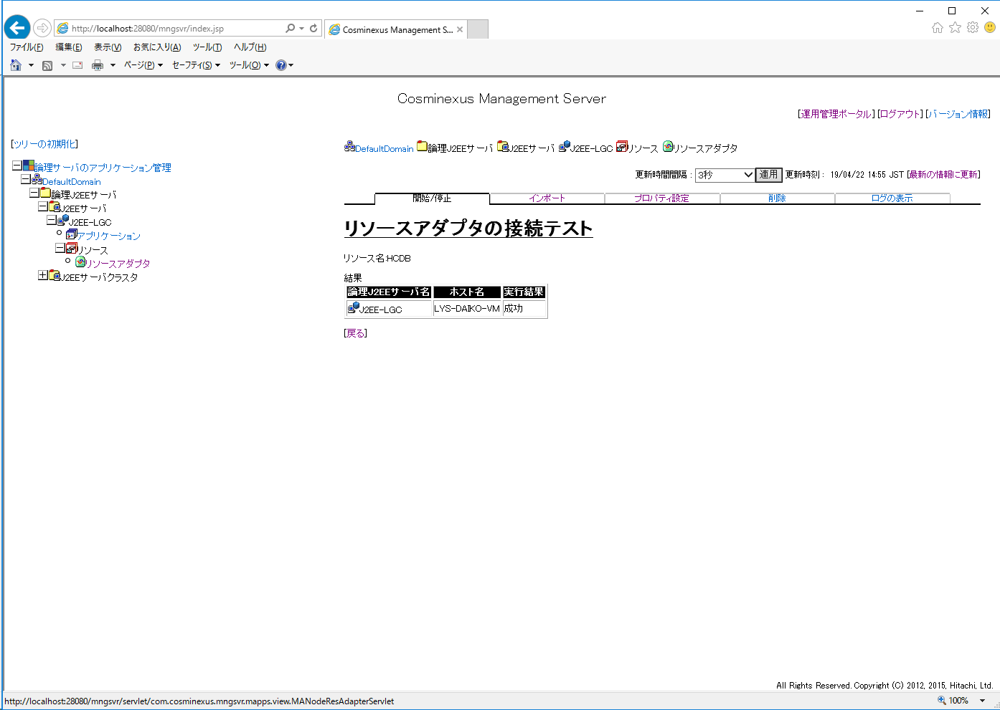 http://localhost:28080/mngsvr/index.jsp
Cosminexus Management S...
ファイル(F) 編集(E) 表示(V) お気に入り(A) ツール(T) ヘルプ(H)
ページ(P) セーフティ(S) ツール(O)
Cosminexus Management Server
[運用管理ポータル] [ログアウト] [バージョン情報]
[ツリーの初期化]
論理サーバのアプリケーション管理
DefaultDomain
論理J2EEサーバ
J2EEサーバ
J2EE-LGC
アプリケーション
リソース
リソースアダプタ
J2EEサーバクラスタ
DefaultDomain 論理J2EEサーバ J2EEサーバ J2EE-LGC リソース リソースアダプタ
更新時間間隔 : 3秒 適用 更新時刻 : 19/04/22 14:55 JST [最新の情報に更新]
開始/停止 インポート プロパティ設定 削除 ログの表示
リソースアダプタの接続テスト
リソース名:HCDB
結果
論理J2EEサーバ名 ホスト名 実行結果
J2EE-LGC LYS-DAIKO-VM 成功
[戻る]
All Rights Reserved. Copyright (C) 2012, 2015, Hitachi, Ltd.
http://localhost:28080/mngsvr/servlet/com.cosminexus.mngsvr.mapps.view.MANodeResAdapterServlet
100%